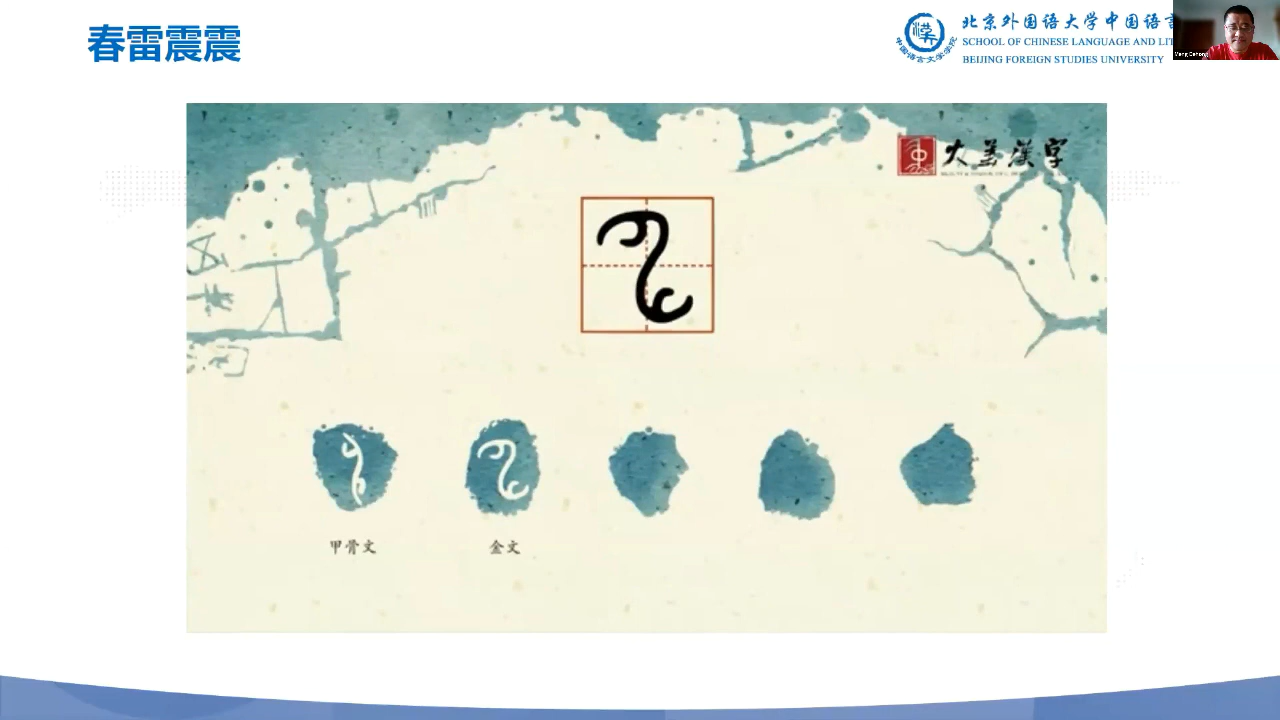 春雷震震
北京外国语大学中国语言
SCHOOL OF CHINESE LANGUAGE AND LIT
BEIJING FOREIGN STUDIES UNIVERSITY
大美漢字
甲骨文
金文